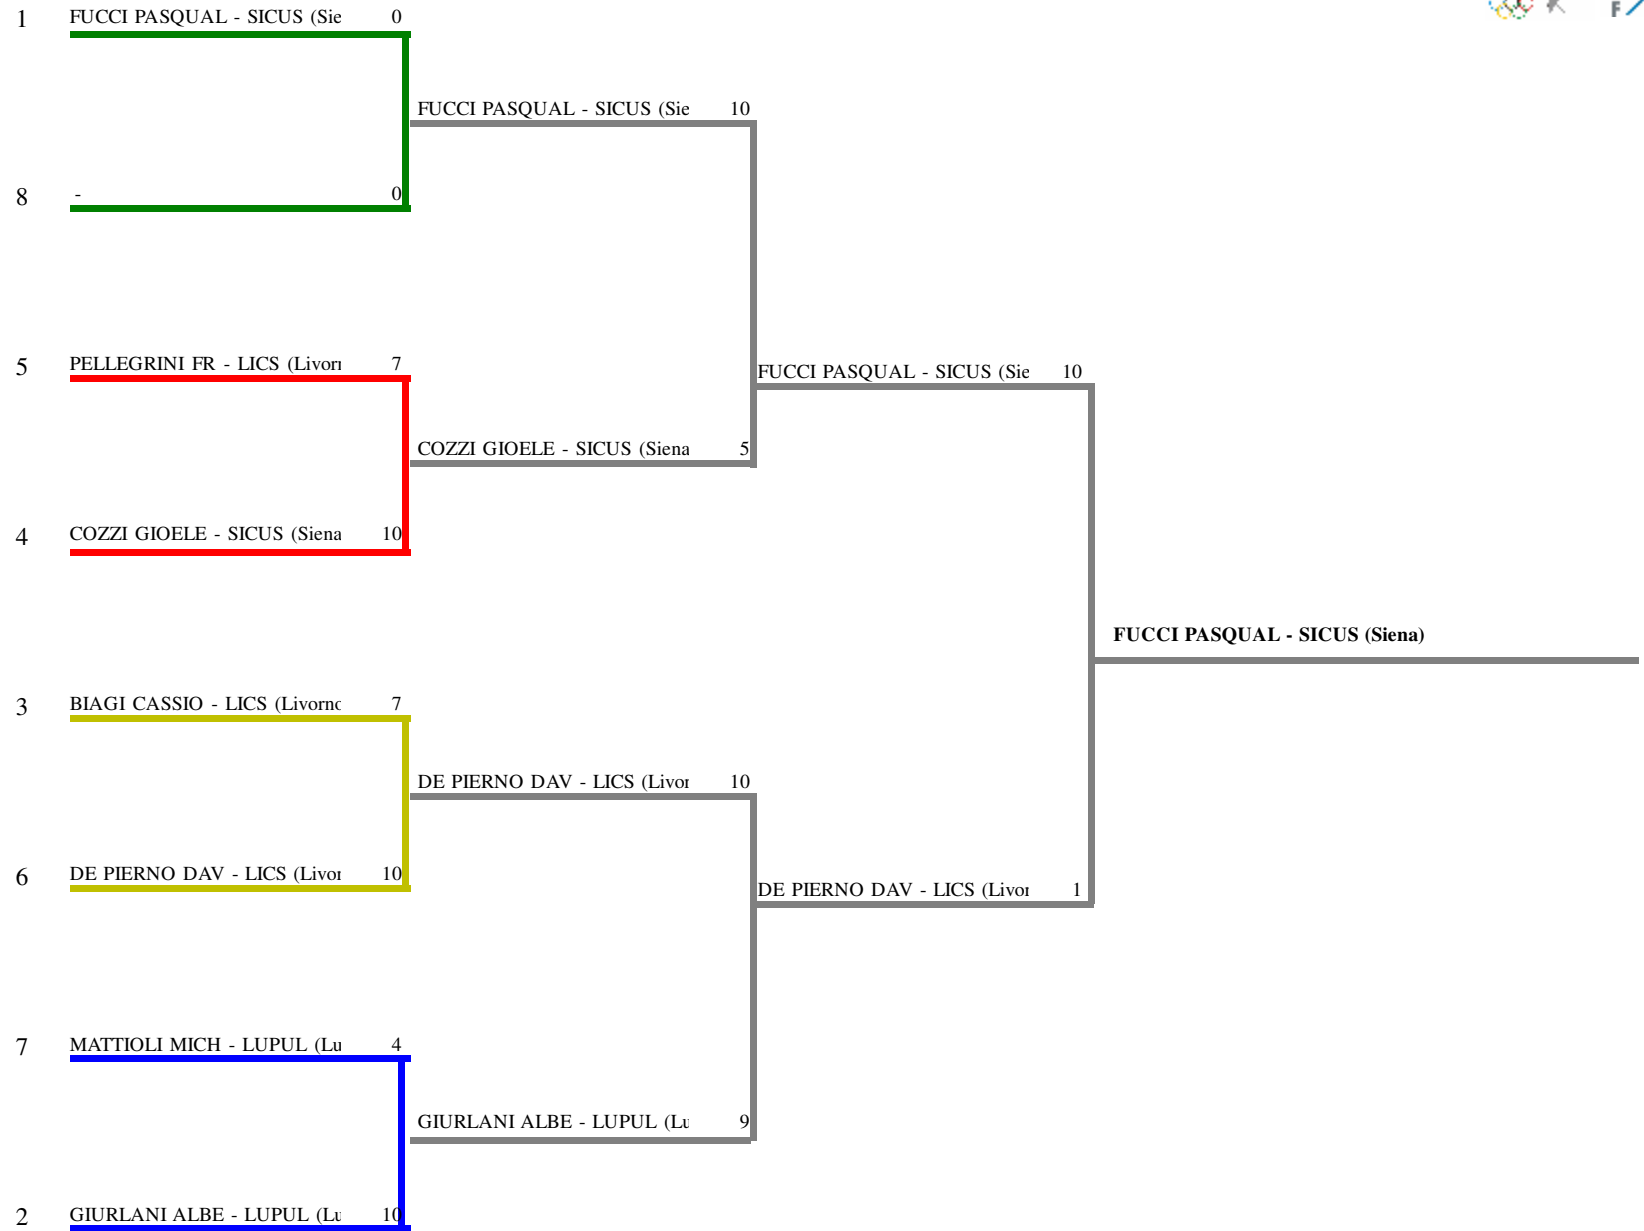 1 FUCCI PASQUAL - SICUS (Sie 0
FUCCI PASQUAL - SICUS (Sie 10
8 - 0
5 PELLEGRINI FR - LICS (Livorn 7
FUCCI PASQUAL - SICUS (Sie 10
COZZI GIOELE - SICUS (Siena 5
4 COZZI GIOELE - SICUS (Siena 10
FUCCI PASQUAL - SICUS (Siena)
3 BIAGI CASSIO - LICS (Livorno 7
DE PIERNO DAV - LICS (Livor 10
6 DE PIERNO DAV - LICS (Livor 10
DE PIERNO DAV - LICS (Livor 1
7 MATTIOLI MICH - LUPUL (Lu 4
GIURLANI ALBE - LUPUL (Lu 9
2 GIURLANI ALBE - LUPUL (Lu 10